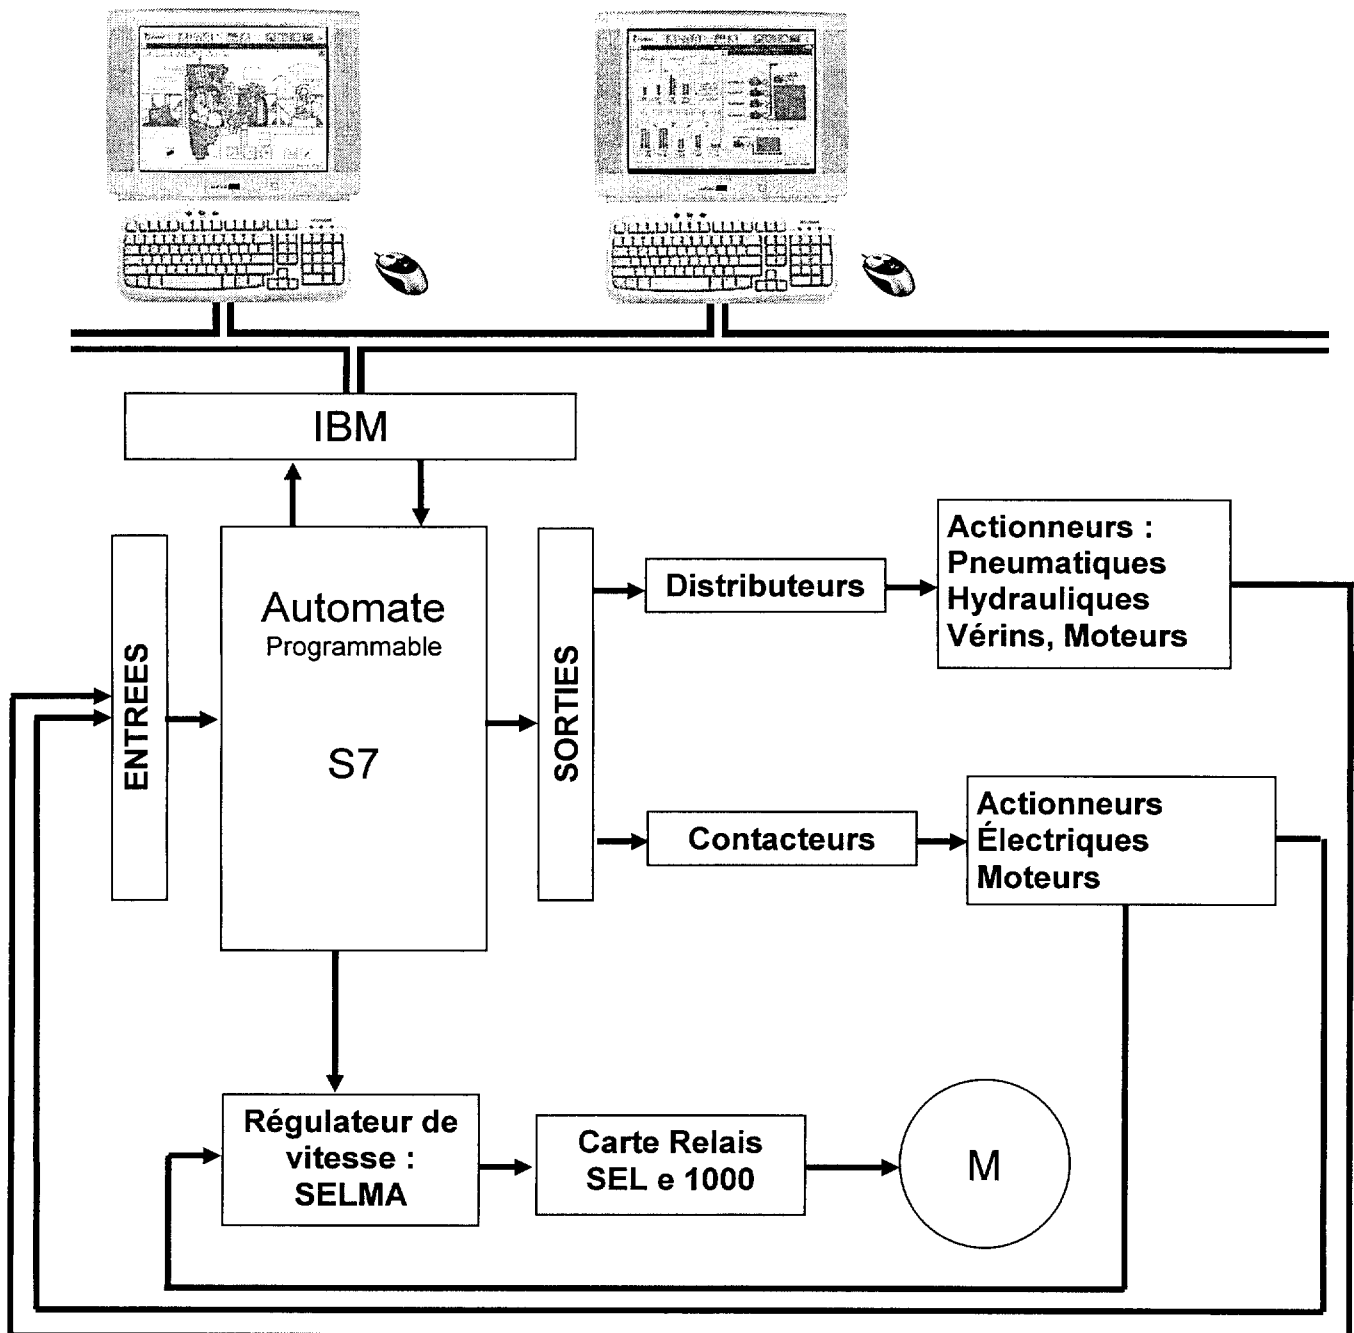 IBM
Automate
Programmable
S7
ENTREES
SORTIES
Distributeurs
Actionneurs :
Pneumatiques
Hydrauliques
Vérins, Moteurs
Contacteurs
Actionneurs
Électriques
Moteurs
Régulateur de
vitesse :
SELMA
Carte Relais
SEL e 1000
M